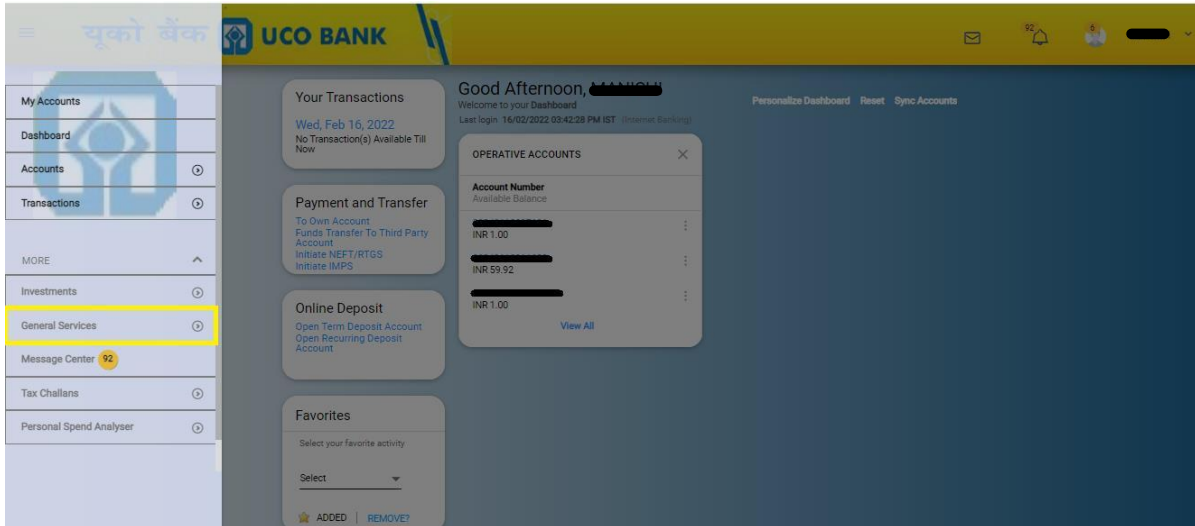 यूको बैंक UCO BANK
92
6
My Accounts
Dashboard
Accounts
Transactions
MORE
Investments
General Services
Message Center 92
Tax Challans
Personal Spend Analyser
Your Transactions
Wed, Feb 16, 2022
No Transaction(s) Available Till
Now
Payment and Transfer
To Own Account
Funds Transfer To Third Party
Account
Initiate NEFT/RTGS
Initiate IMPS
Online Deposit
Open Term Deposit Account
Open Recurring Deposit
Account
Favorites
Select your favorite activity
Select
ADDED | REMOVE?
Good Afternoon,
Welcome to your Dashboard
Last login 16/02/2022 03:42:28 PM IST (Internet Banking)
Personalize Dashboard Reset Sync Accounts
OPERATIVE ACCOUNTS
Account Number
Available Balance
INR 1.00
INR 59.92
INR 1.00
View All